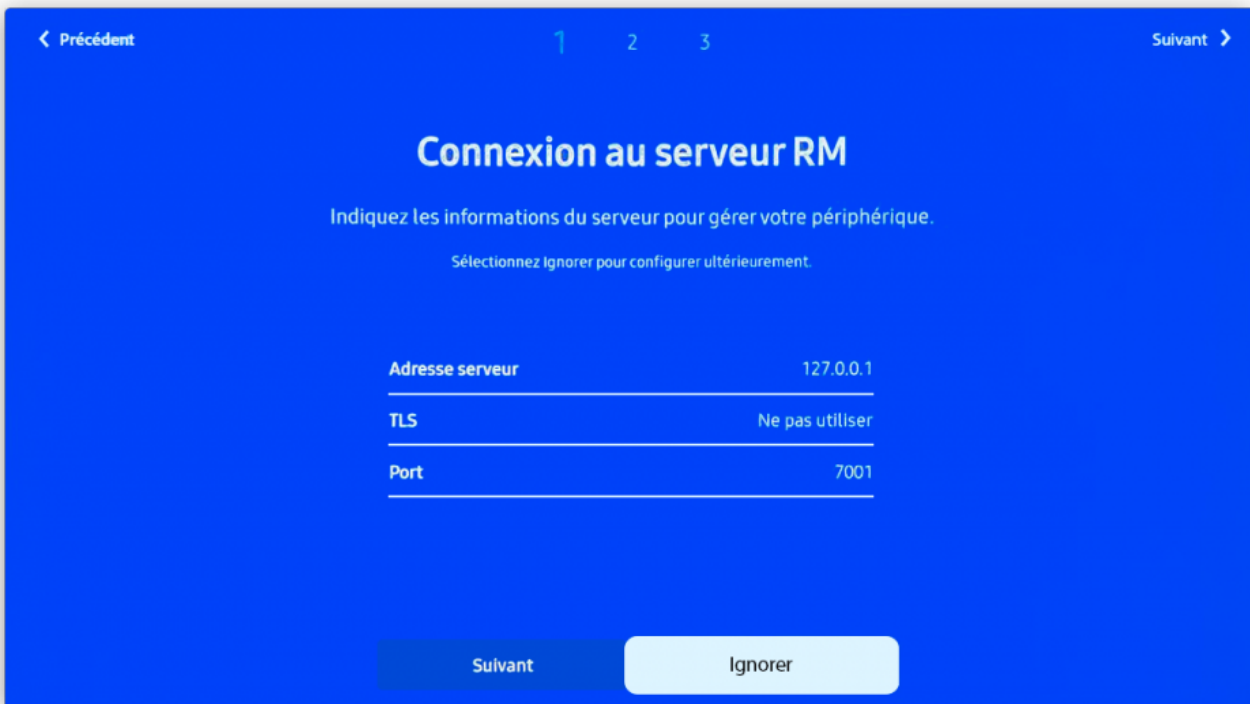 Précédent
1 2 3
Suivant
Connexion au serveur RM
Indiquez les informations du serveur pour gérer votre périphérique.
Sélectionnez Ignorer pour configurer ultérieurement.
Adresse serveur 127.0.0.1
TLS Ne pas utiliser
Port 7001
Suivant Ignorer